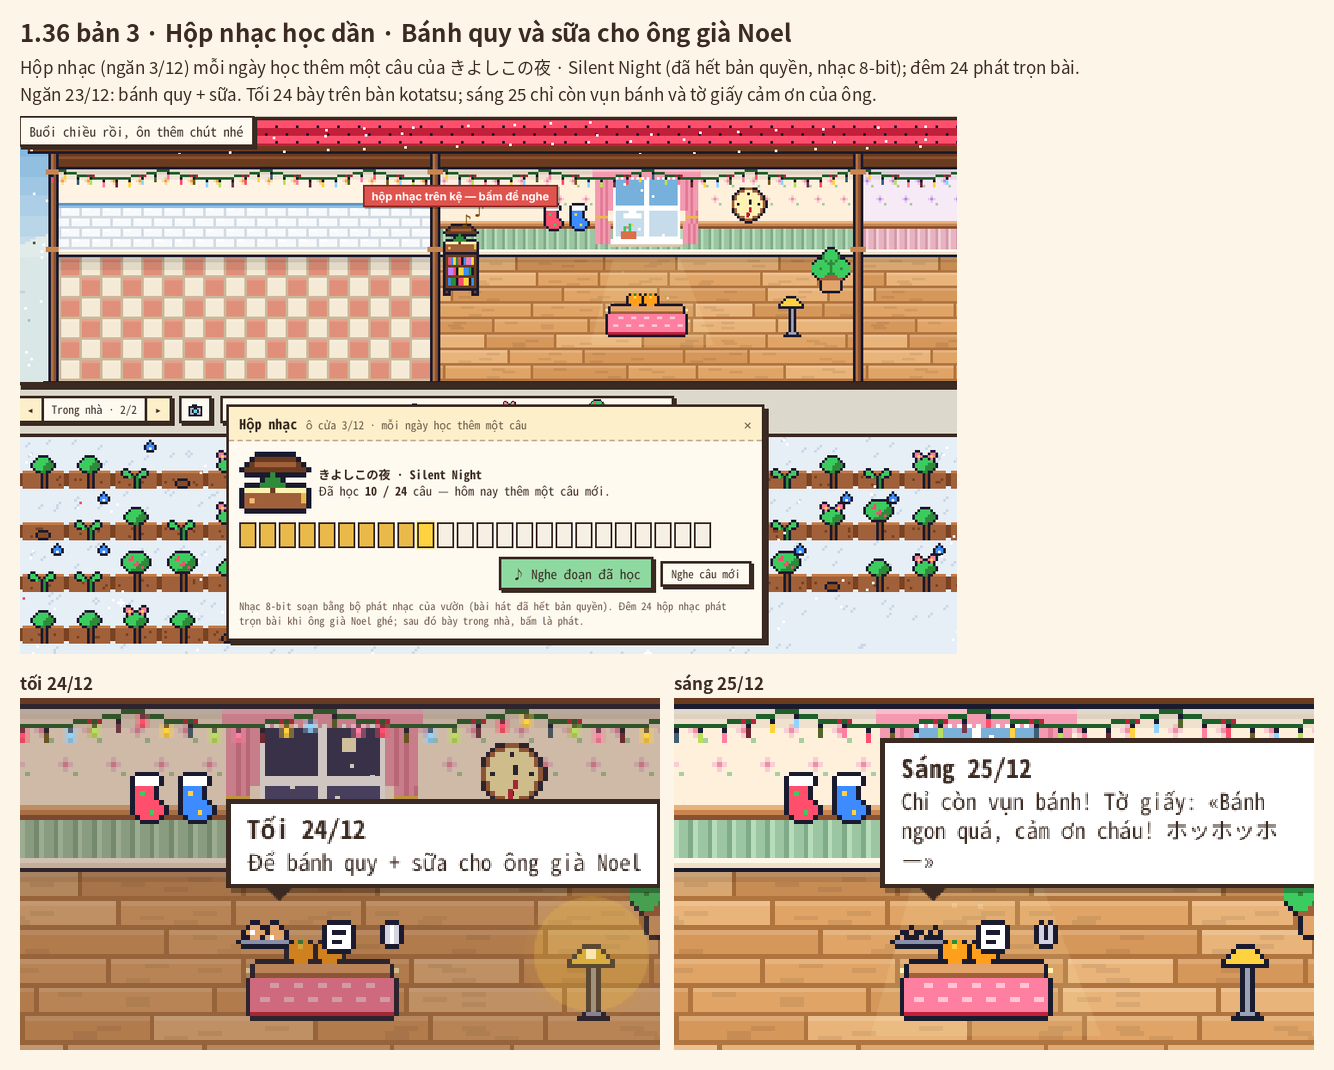 1.36 bản 3 · Hộp nhạc học dần · Bánh quy và sữa cho ông già Noel
Hộp nhạc (ngăn 3/12) mỗi ngày học thêm một câu của きよしこの夜 · Silent Night (đã hết bản quyền, nhạc 8-bit); đêm 24 phát trọn bài.
Ngăn 23/12: bánh quy + sữa. Tối 24 bày trên bàn kotatsu; sáng 25 chỉ còn vụn bánh và tờ giấy cảm ơn của ông.
Buổi chiều rồi, ôn thêm chút nhé
hộp nhạc trên kệ — bấm để nghe
◂ Trong nhà · 2/2 ▸
Hộp nhạc ô cửa 3/12 · mỗi ngày học thêm một câu ×
きよしこの夜 · Silent Night
Đã học 10 / 24 câu — hôm nay thêm một câu mới.
♪ Nghe đoạn đã học Nghe câu mới
Nhạc 8-bit soạn bằng bộ phát nhạc của vườn (bài hát đã hết bản quyền). Đêm 24 hộp nhạc phát
trọn bài khi ông già Noel ghé; sau đó bày trong nhà, bấm là phát.
tối 24/12
sáng 25/12
Tối 24/12
Để bánh quy + sữa cho ông già Noel
Sáng 25/12
Chỉ còn vụn bánh! Tờ giấy: «Bánh
ngon quá, cảm ơn cháu! ホッホッホ
ー»